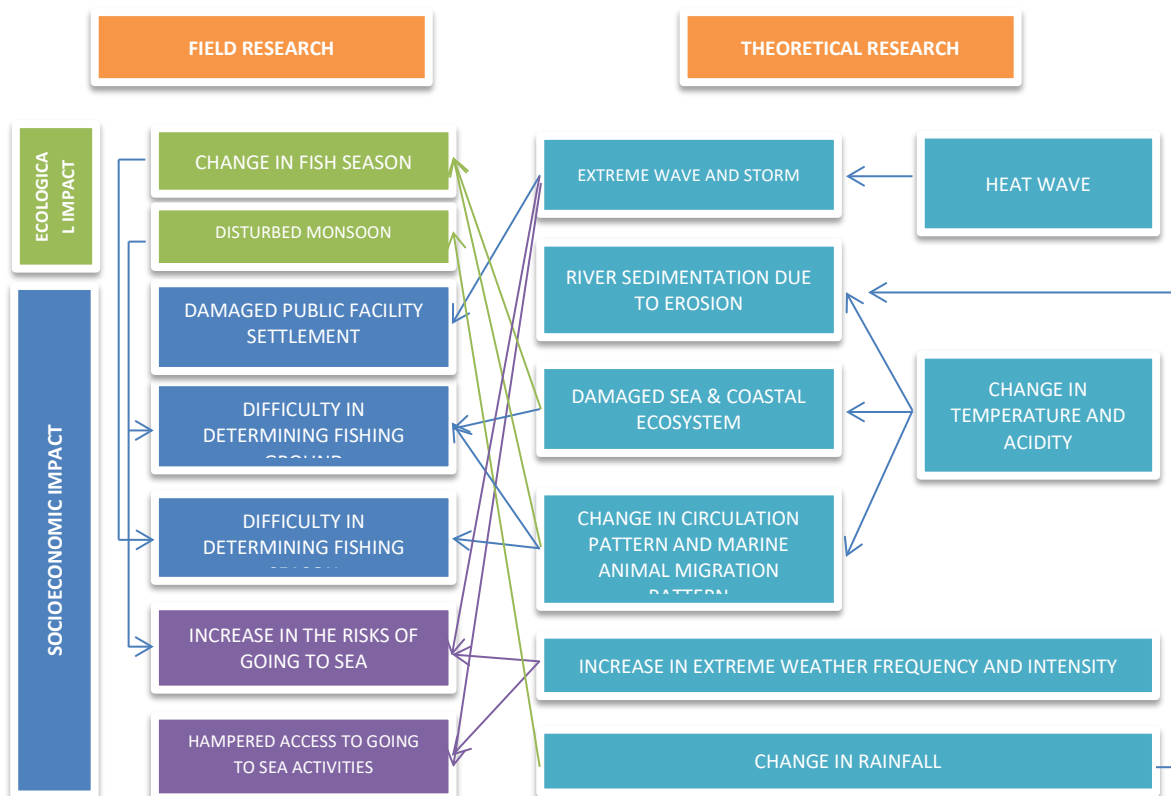 FIELD RESEARCH
THEORETICAL RESEARCH
ECOLOGICA
L IMPACT
CHANGE IN FISH SEASON
DISTURBED MONSOON
SOCIOECONOMIC IMPACT
DAMAGED PUBLIC FACILITY
SETTLEMENT
DIFFICULTY IN
DETERMINING FISHING
GROUND
DIFFICULTY IN
DETERMINING FISHING
SEASON
INCREASE IN THE RISKS OF
GOING TO SEA
HAMPERED ACCESS TO GOING
TO SEA ACTIVITIES
EXTREME WAVE AND STORM
HEAT WAVE
RIVER SEDIMENTATION DUE
TO EROSION
DAMAGED SEA & COASTAL
ECOSYSTEM
CHANGE IN
TEMPERATURE AND
ACIDITY
CHANGE IN CIRCULATION
PATTERN AND MARINE
ANIMAL MIGRATION
PATTERN
INCREASE IN EXTREME WEATHER FREQUENCY AND INTENSITY
CHANGE IN RAINFALL